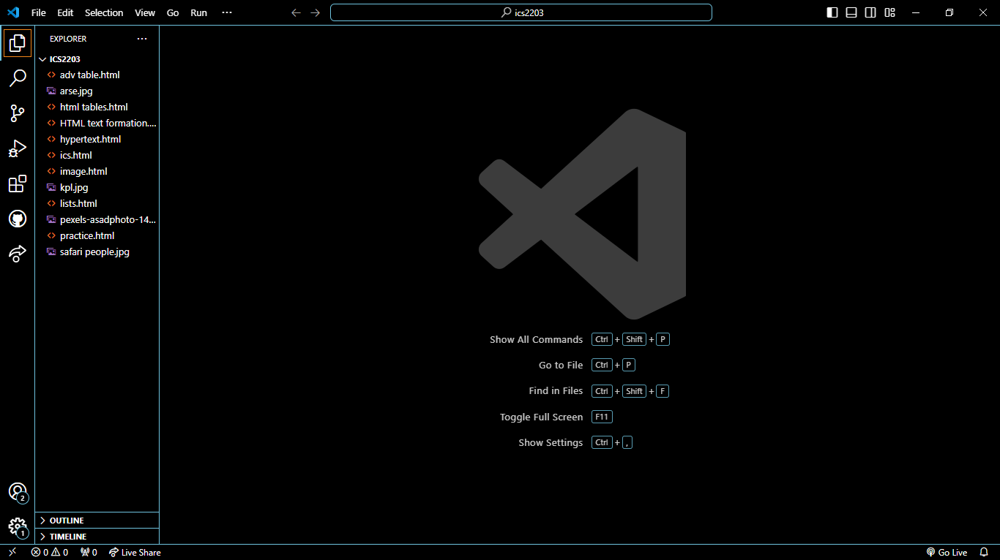 File Edit Selection View Go Run ··· ics2203
EXPLORER ···
ICS2203
adv table.html
arse.jpg
html tables.html
HTML text formation....
hypertext.html
ics.html
image.html
kpl.jpg
lists.html
pexels-asadphoto-14...
practice.html
safari people.jpg
Show All Commands Ctrl + Shift + P
Go to File Ctrl + P
Find in Files Ctrl + Shift + F
Toggle Full Screen F11
Show Settings Ctrl + ,
2
1
OUTLINE
TIMELINE
0 0 0 Live Share Go Live